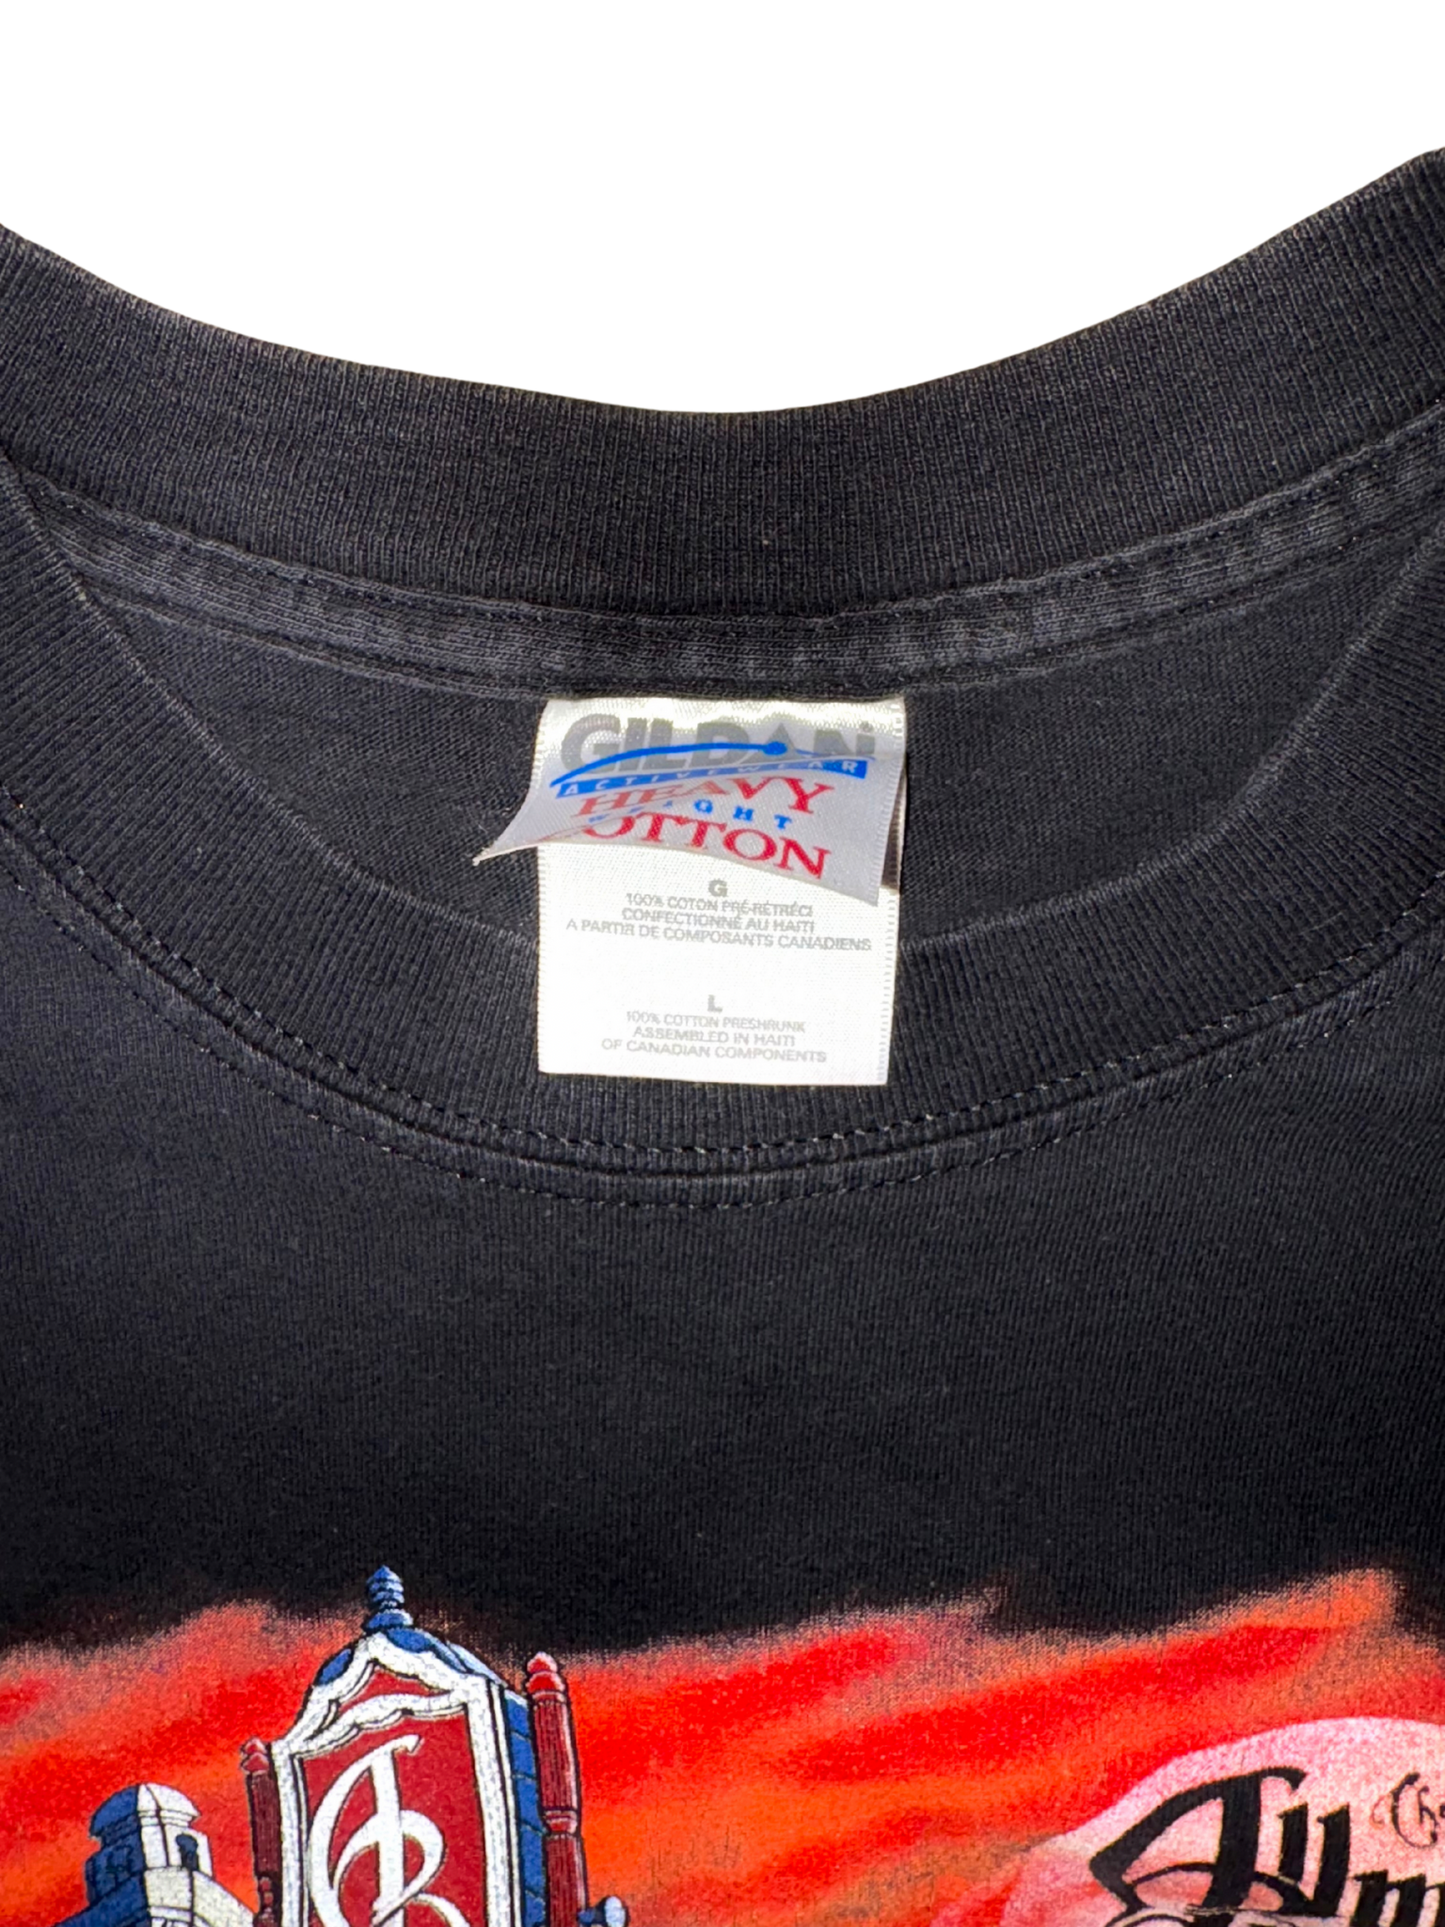 GILDAN®
ACTIVEWEAR
HEAVY
WEIGHT
COTTON
G
100% COTON PRÉ-RÉTRÉCI
CONFECTIONNÉ AU HAITI
A PARTIR DE COMPOSANTS CANADIENS
L
100% COTTON PRESHRUNK
ASSEMBLED IN HAITI
OF CANADIAN COMPONENTS